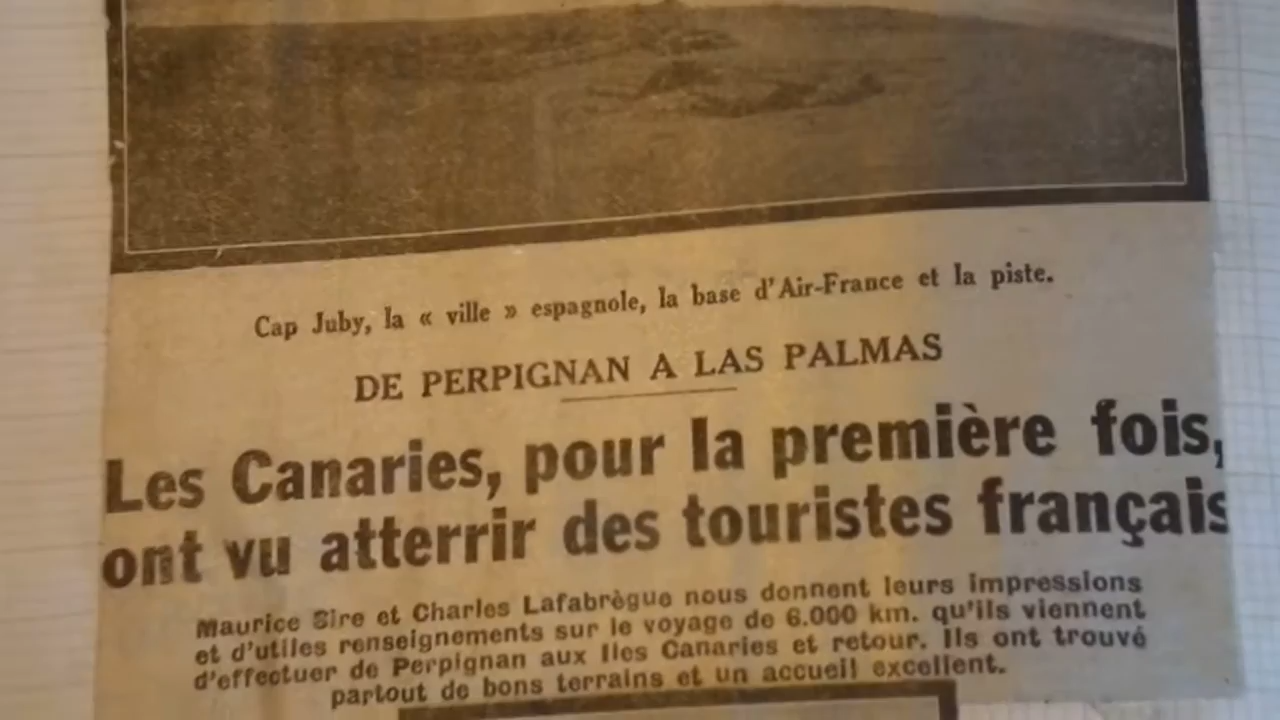 Cap Juby, la « ville » espagnole, la base d'Air-France et la piste.
DE PERPIGNAN A LAS PALMAS
Les Canaries, pour la première fois,
ont vu atterrir des touristes français
Maurice Sire et Charles Lafabrègue nous donnent leurs impressions
et d'utiles renseignements sur le voyage de 6.000 km. qu'ils viennent
d'effectuer de Perpignan aux Iles Canaries et retour. Ils ont trouvé
partout de bons terrains et un accueil excellent.